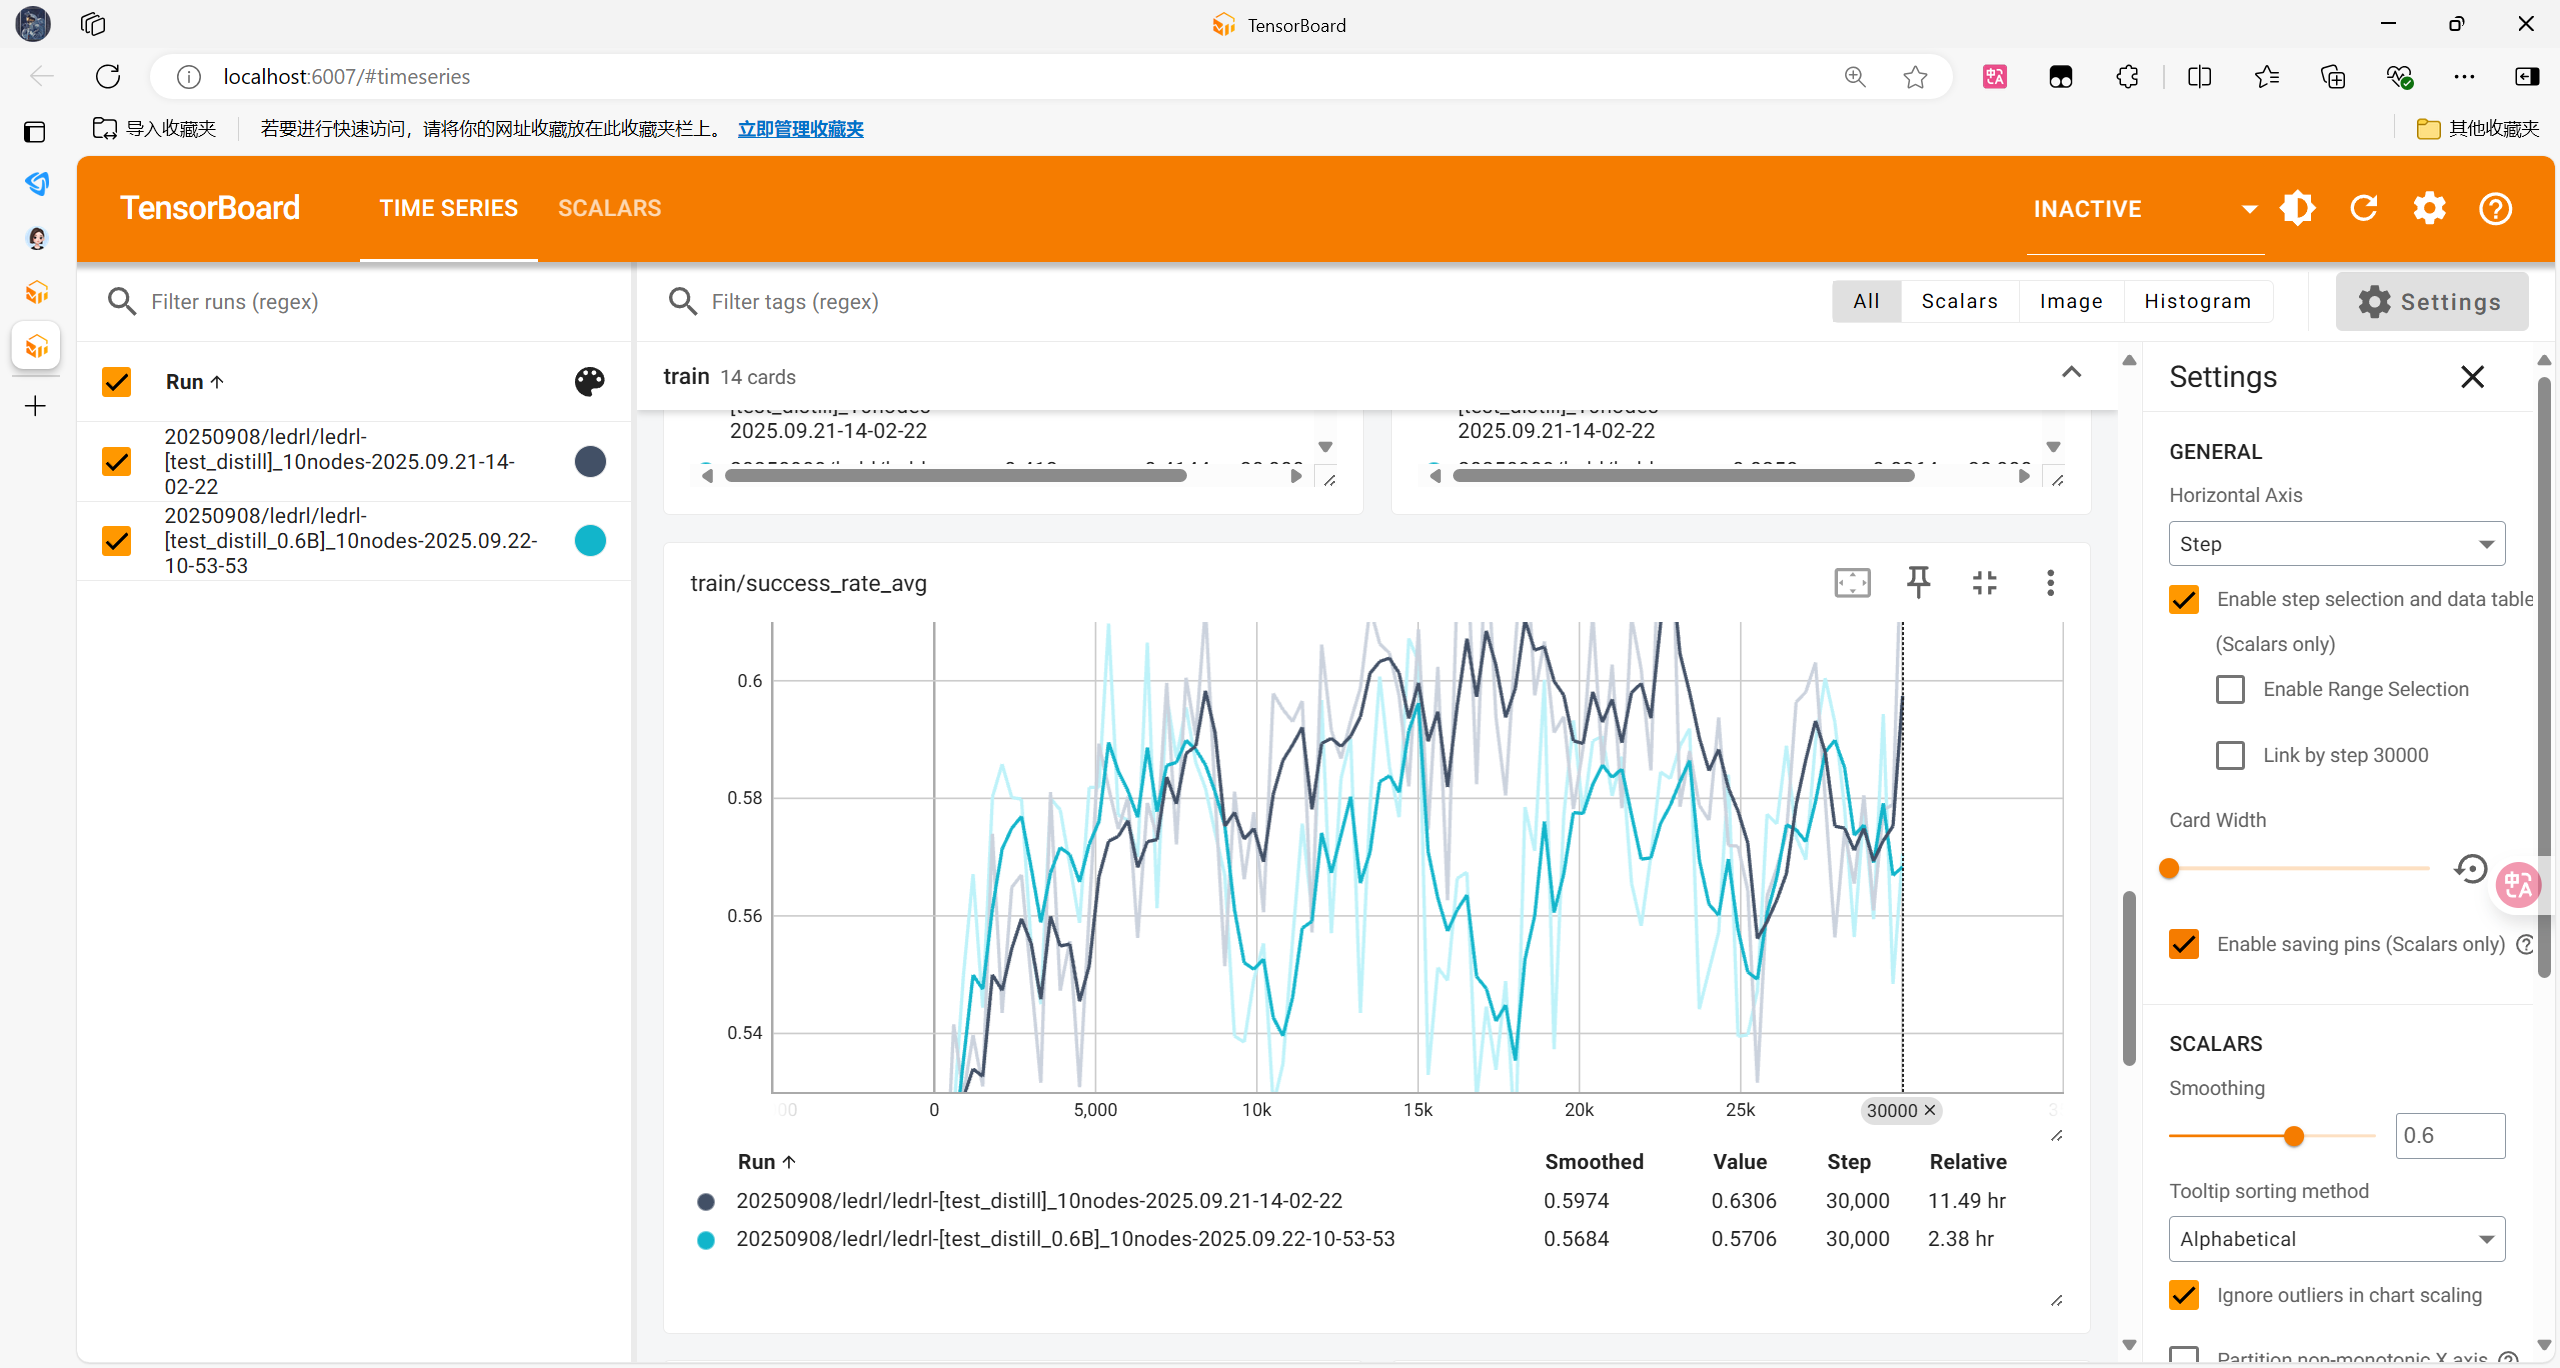 TensorBoard
localhost:6007/#timeseries
导入收藏夹
若要进行快速访问，请将你的网址收藏放在此收藏夹栏上。 立即管理收藏夹
其他收藏夹
TensorBoard
TIME SERIES
SCALARS
INACTIVE
Filter runs (regex)
Filter tags (regex)
All
Scalars
Image
Histogram
Settings
Run
20250908/ledrl/ledrl-
[test_distill]_10nodes-2025.09.21-14-
02-22
20250908/ledrl/ledrl-
[test_distill_0.6B]_10nodes-2025.09.22-
10-53-53
train 14 cards
[test_distill]_10nodes
2025.09.21-14-02-22
[test_distill]_10nodes
2025.09.21-14-02-22
train/success_rate_avg
0.6
0.58
0.56
0.54
0
5,000
10k
15k
20k
25k
30000
Run Smoothed Value Step Relative
20250908/ledrl/ledrl-[test_distill]_10nodes-2025.09.21-14-02-22 0.5974 0.6306 30,000 11.49 hr
20250908/ledrl/ledrl-[test_distill_0.6B]_10nodes-2025.09.22-10-53-53 0.5684 0.5706 30,000 2.38 hr
Settings
GENERAL
Horizontal Axis
Step
Enable step selection and data table
(Scalars only)
Enable Range Selection
Link by step 30000
Card Width
Enable saving pins (Scalars only)
SCALARS
Smoothing
0.6
Tooltip sorting method
Alphabetical
Ignore outliers in chart scaling
Partition non-monotonic X axis